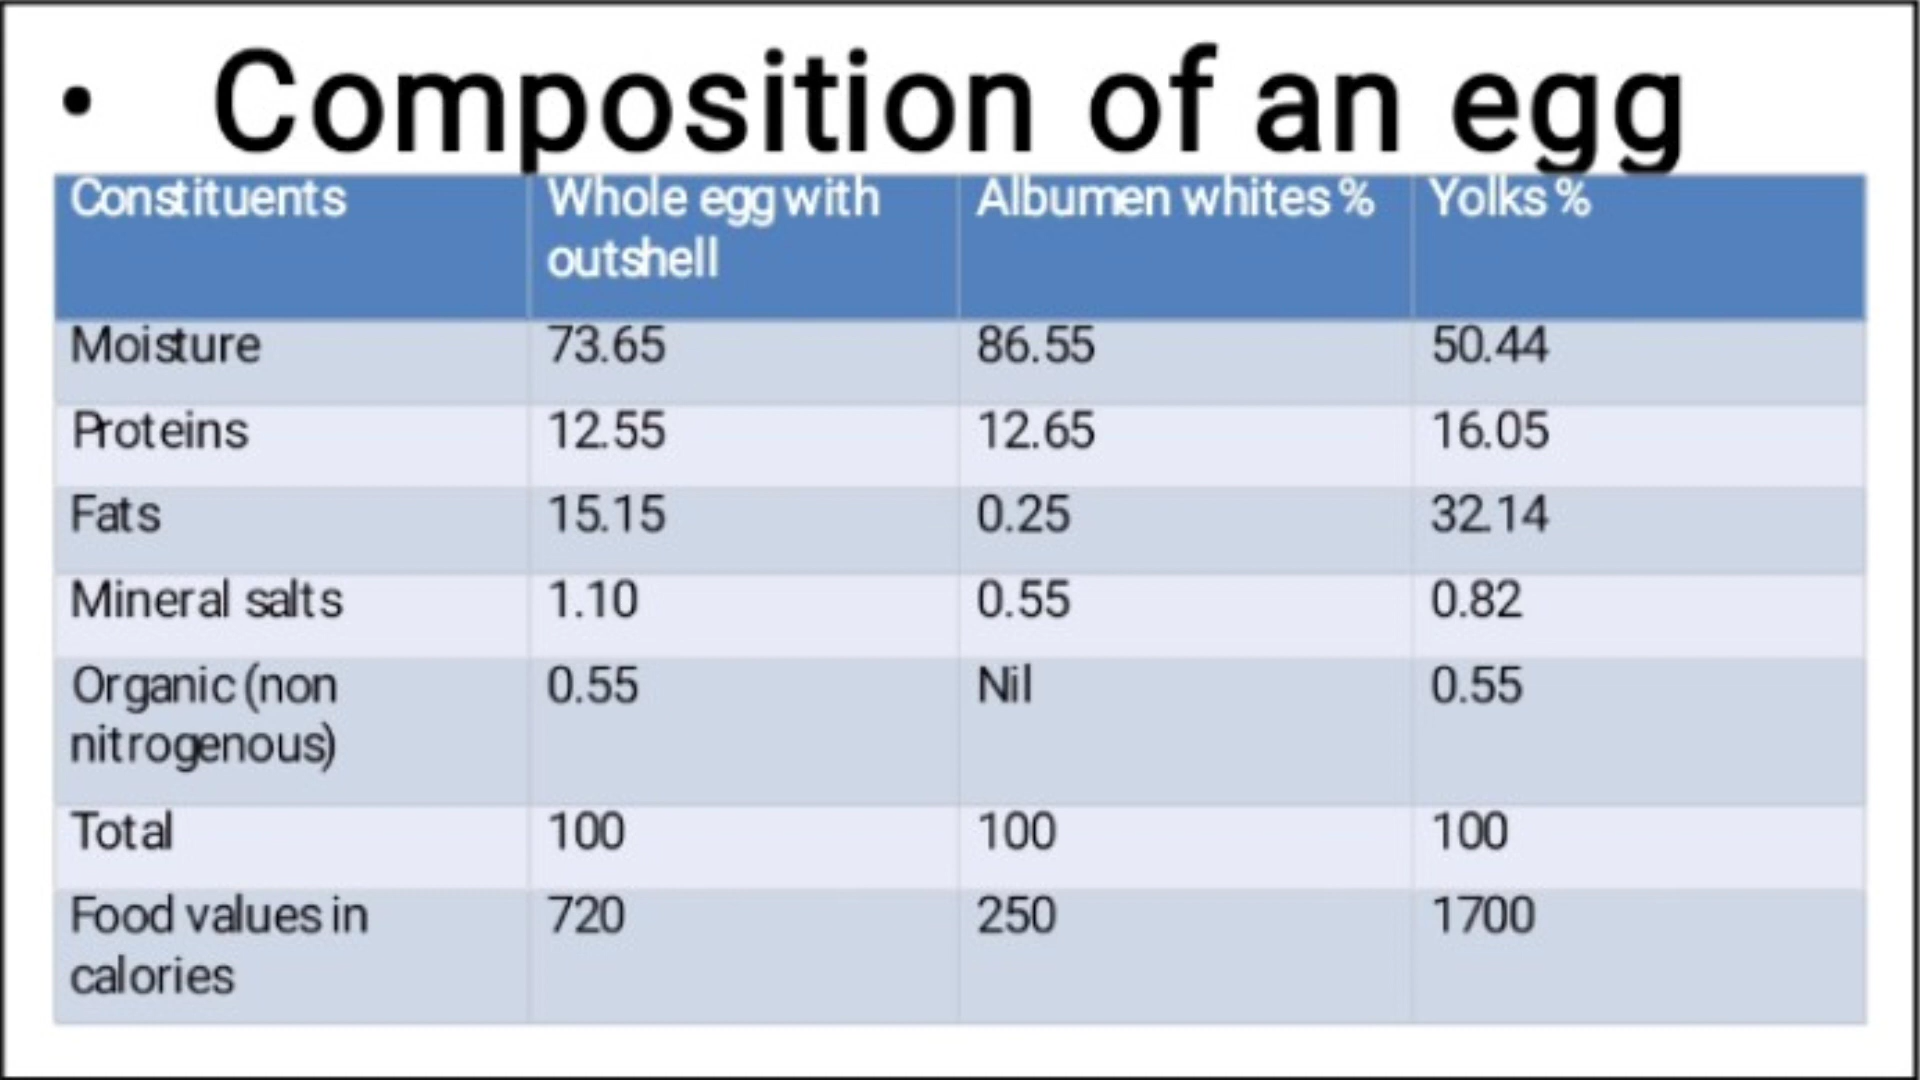 • Composition of an egg
Constituents Whole egg with outshell Albumen whites % Yolks %
Moisture 73.65 86.55 50.44
Proteins 12.55 12.65 16.05
Fats 15.15 0.25 32.14
Mineral salts 1.10 0.55 0.82
Organic (non nitrogenous) 0.55 Nil 0.55
Total 100 100 100
Food values in calories 720 250 1700